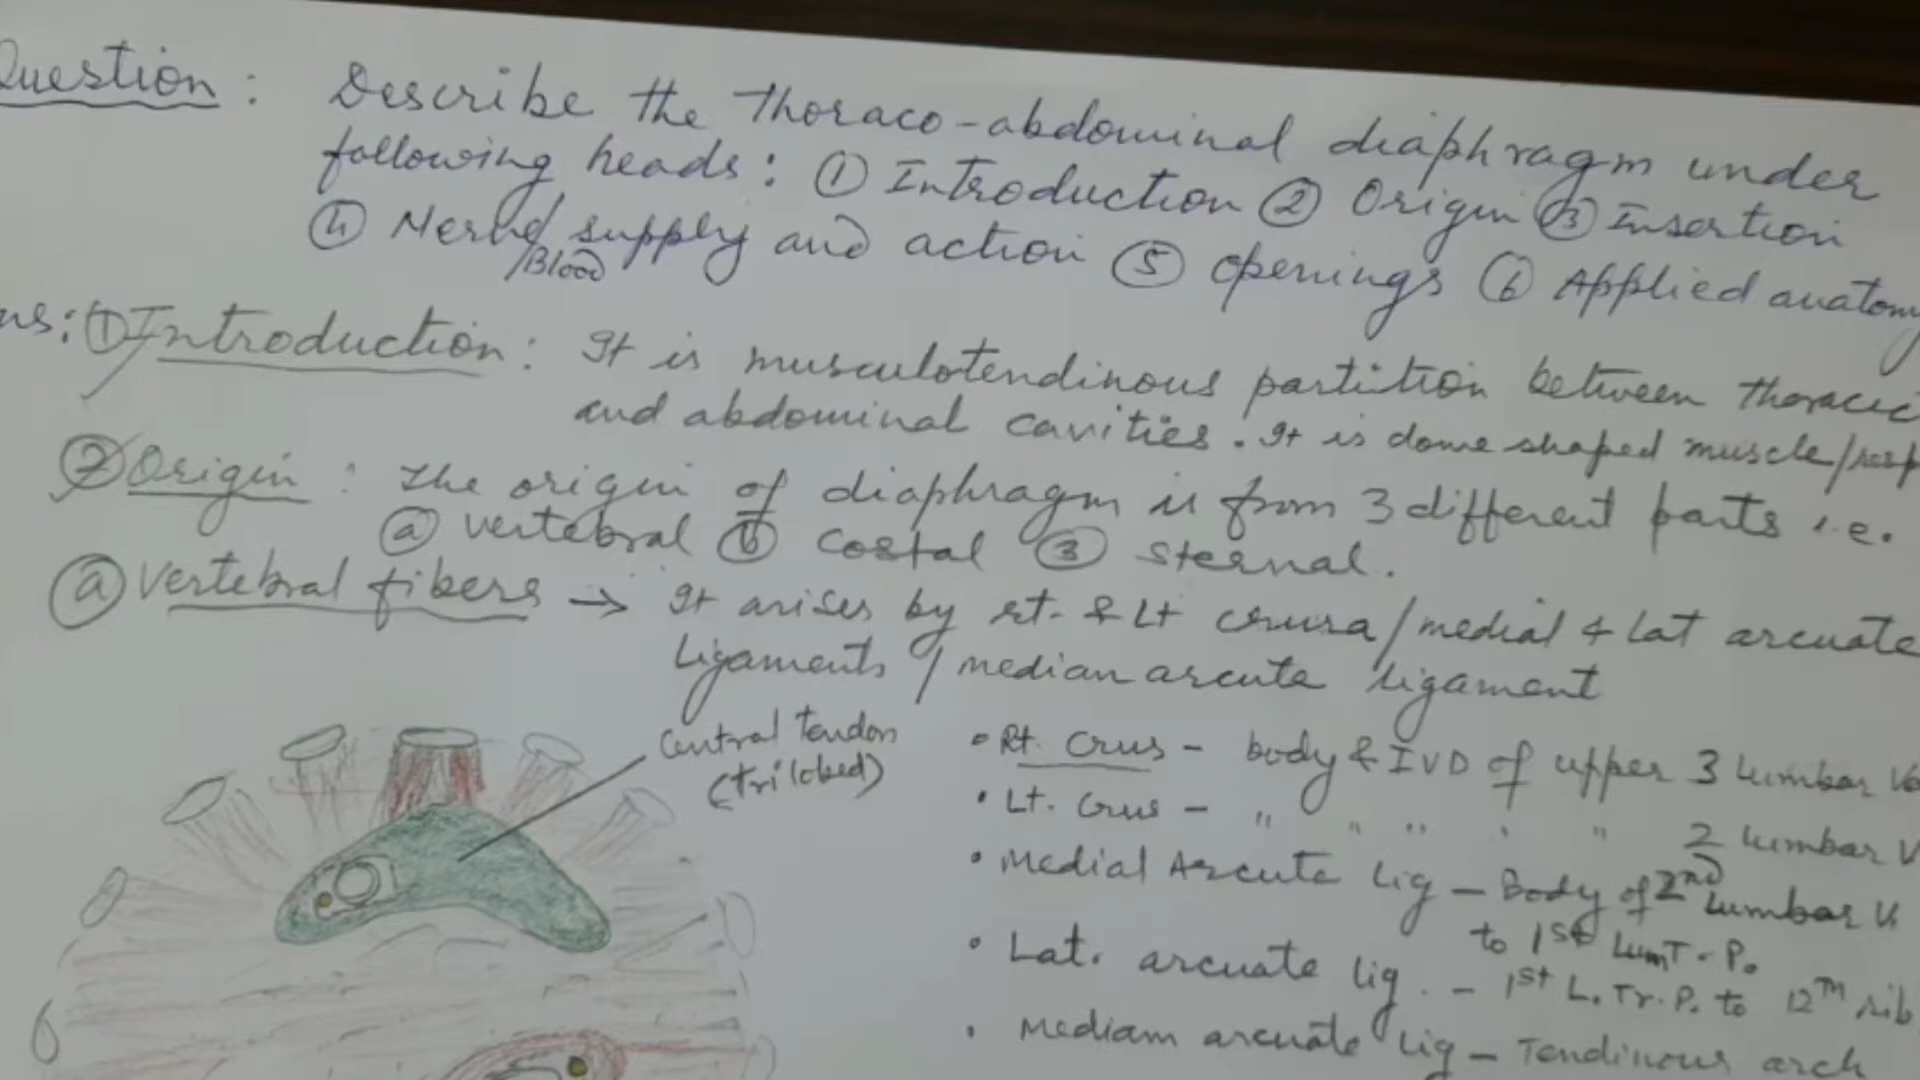 Question: Describe the Thoraco-abdominal diaphragm under
following heads: ① Introduction ② Origin ③ Insertion
④ Nerve/Blood supply and action ⑤ openings ⑥ Applied anatomy
ns: ① Introduction: It is musculotendinous partition between thoracic
and abdominal cavities. It is dome shaped muscle/resp
② Origin: The origin of diaphragm is from 3 different parts i.e.
ⓐ vertebral ⓑ Costal ③ Sternal.
ⓐ vertebral fibers → It arises by rt. & Lt crura/medial & Lat arcuate
Ligaments/median arcute ligament
Central Tendon
(trilobed)
• Rt. Crus - body & IVD of upper 3 lumbar Ve
• Lt. Crus - " " " " " 2 lumbar V
• Medial Arcute Lig - Body of 2nd Lumbar V.
to 1st Lum T. P.
• Lat. arcuate lig. - 1st L. Tr. P. to 12th rib
• Mediam arcuate Lig - Tendinous arch